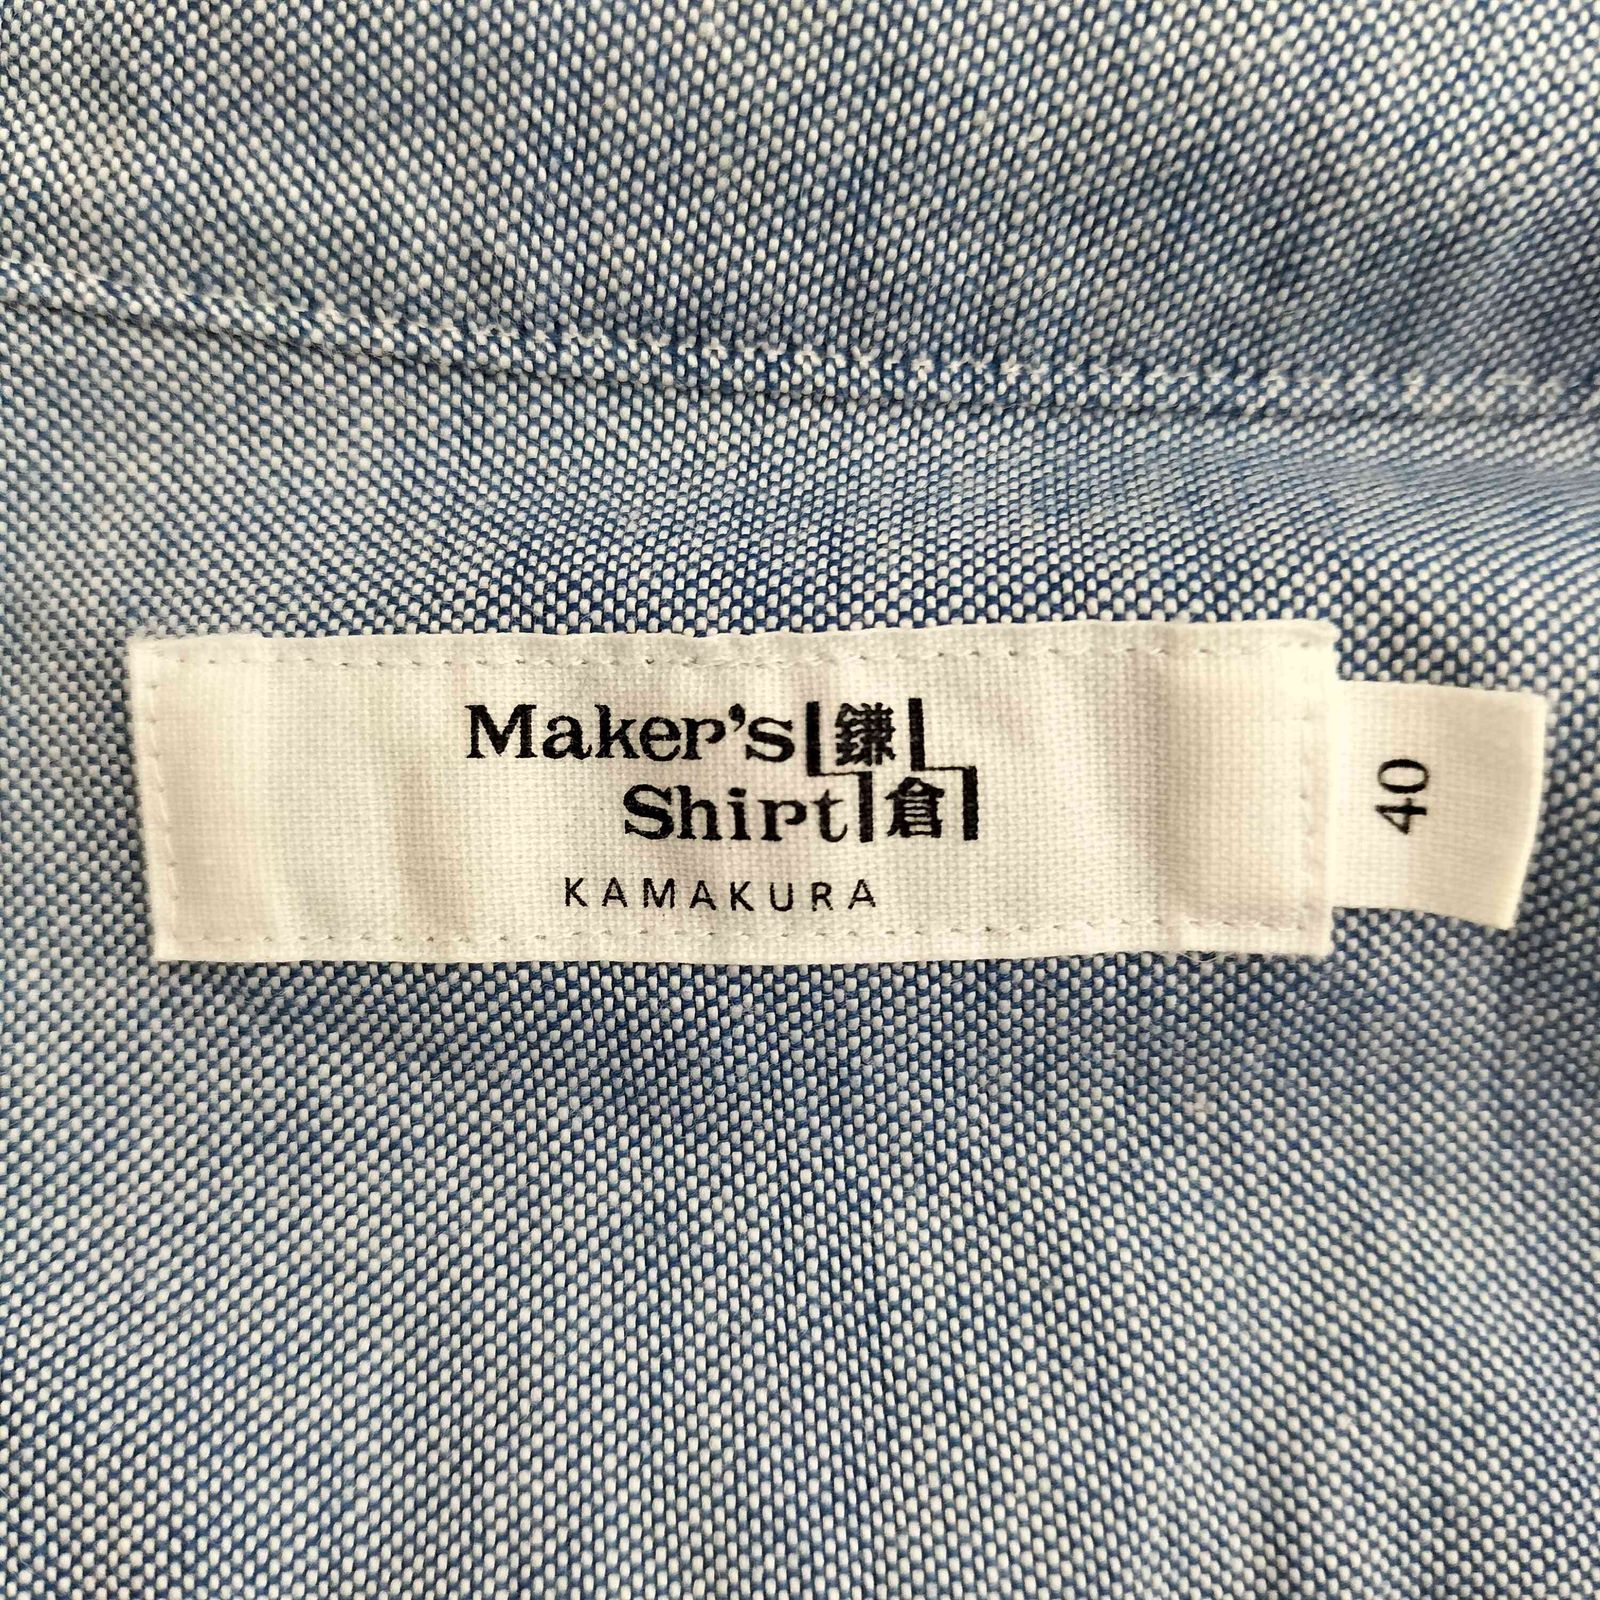 Maker's 鎌
Shirt 倉
KAMAKURA
40